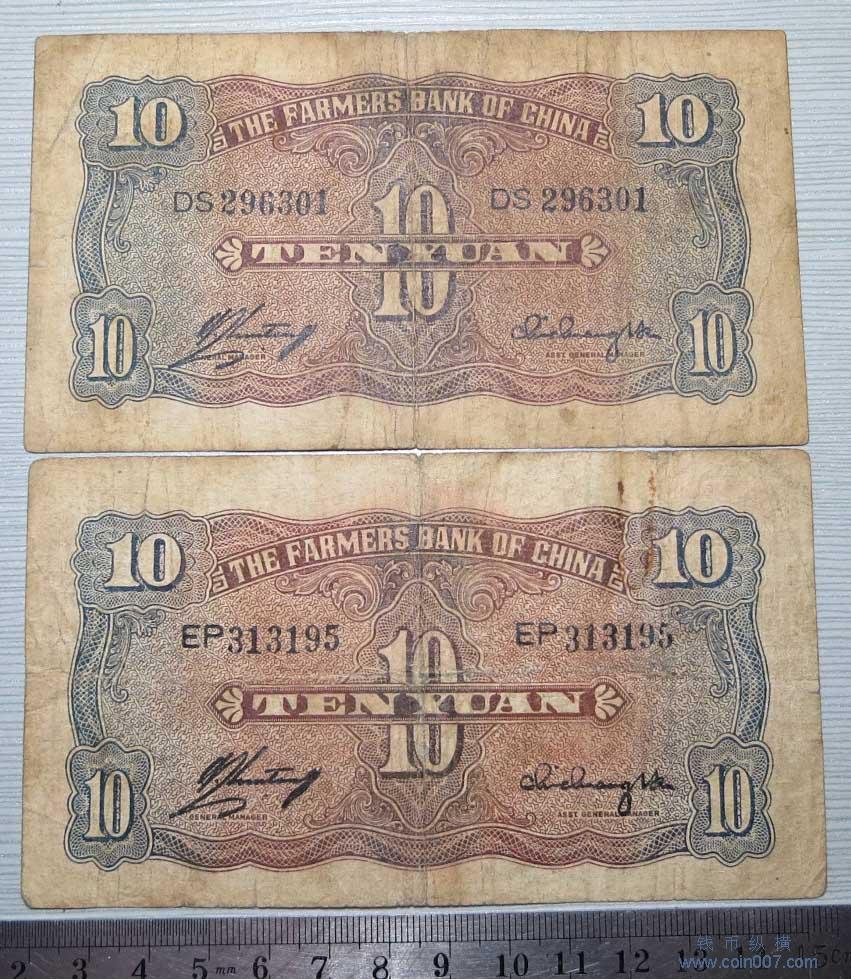 10 10
THE FARMERS BANK OF CHINA
DS 296301 DS 296301
10
TEN YUAN
10
GENERAL MANAGER ASST GENERAL MANAGER
10 10
10 10
THE FARMERS BANK OF CHINA
EP 313195 EP 313195
10
TEN YUAN
10
GENERAL MANAGER ASST GENERAL MANAGER
10 10
2 3 4 5 mm 6 7 8 9 10 11 12
钱币纵横
www.coin007.com